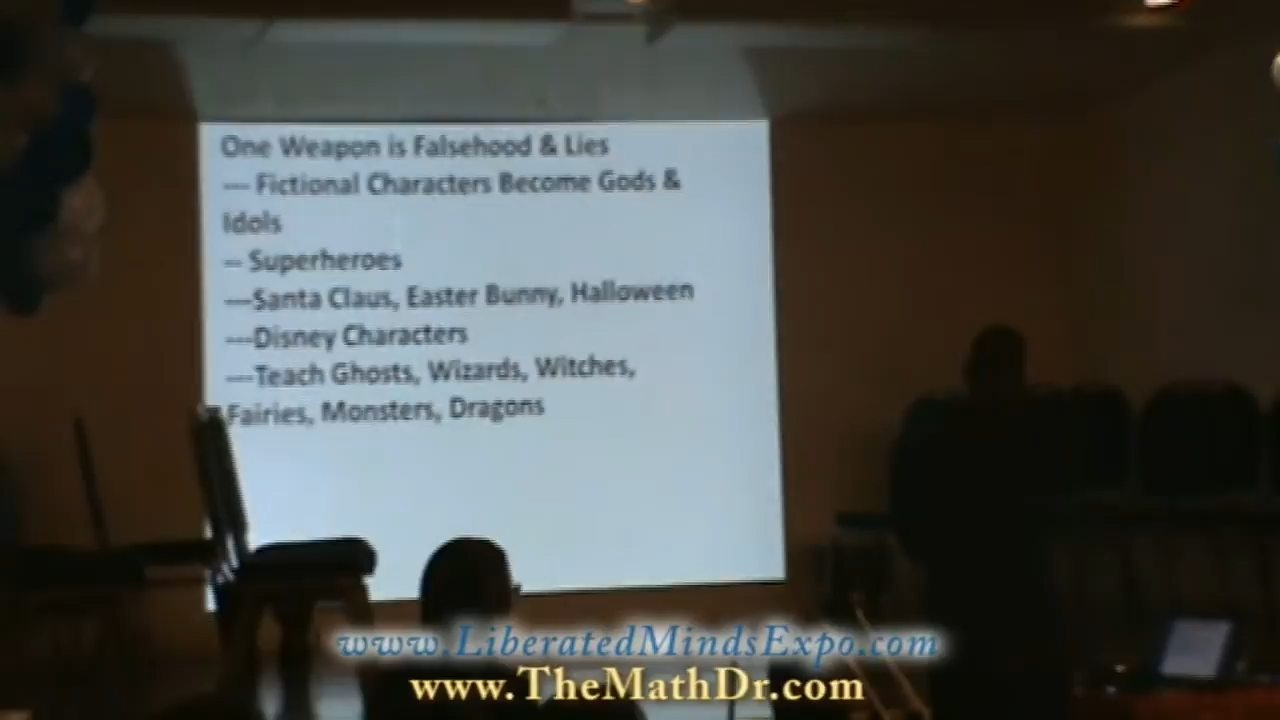 One Weapon is Falsehood & Lies
--- Fictional Characters Become Gods &
Idols
-- Superheroes
---Santa Claus, Easter Bunny, Halloween
---Disney Characters
---Teach Ghosts, Wizards, Witches,
Fairies, Monsters, Dragons
www.LiberatedMindsExpo.com
www.TheMathDr.com